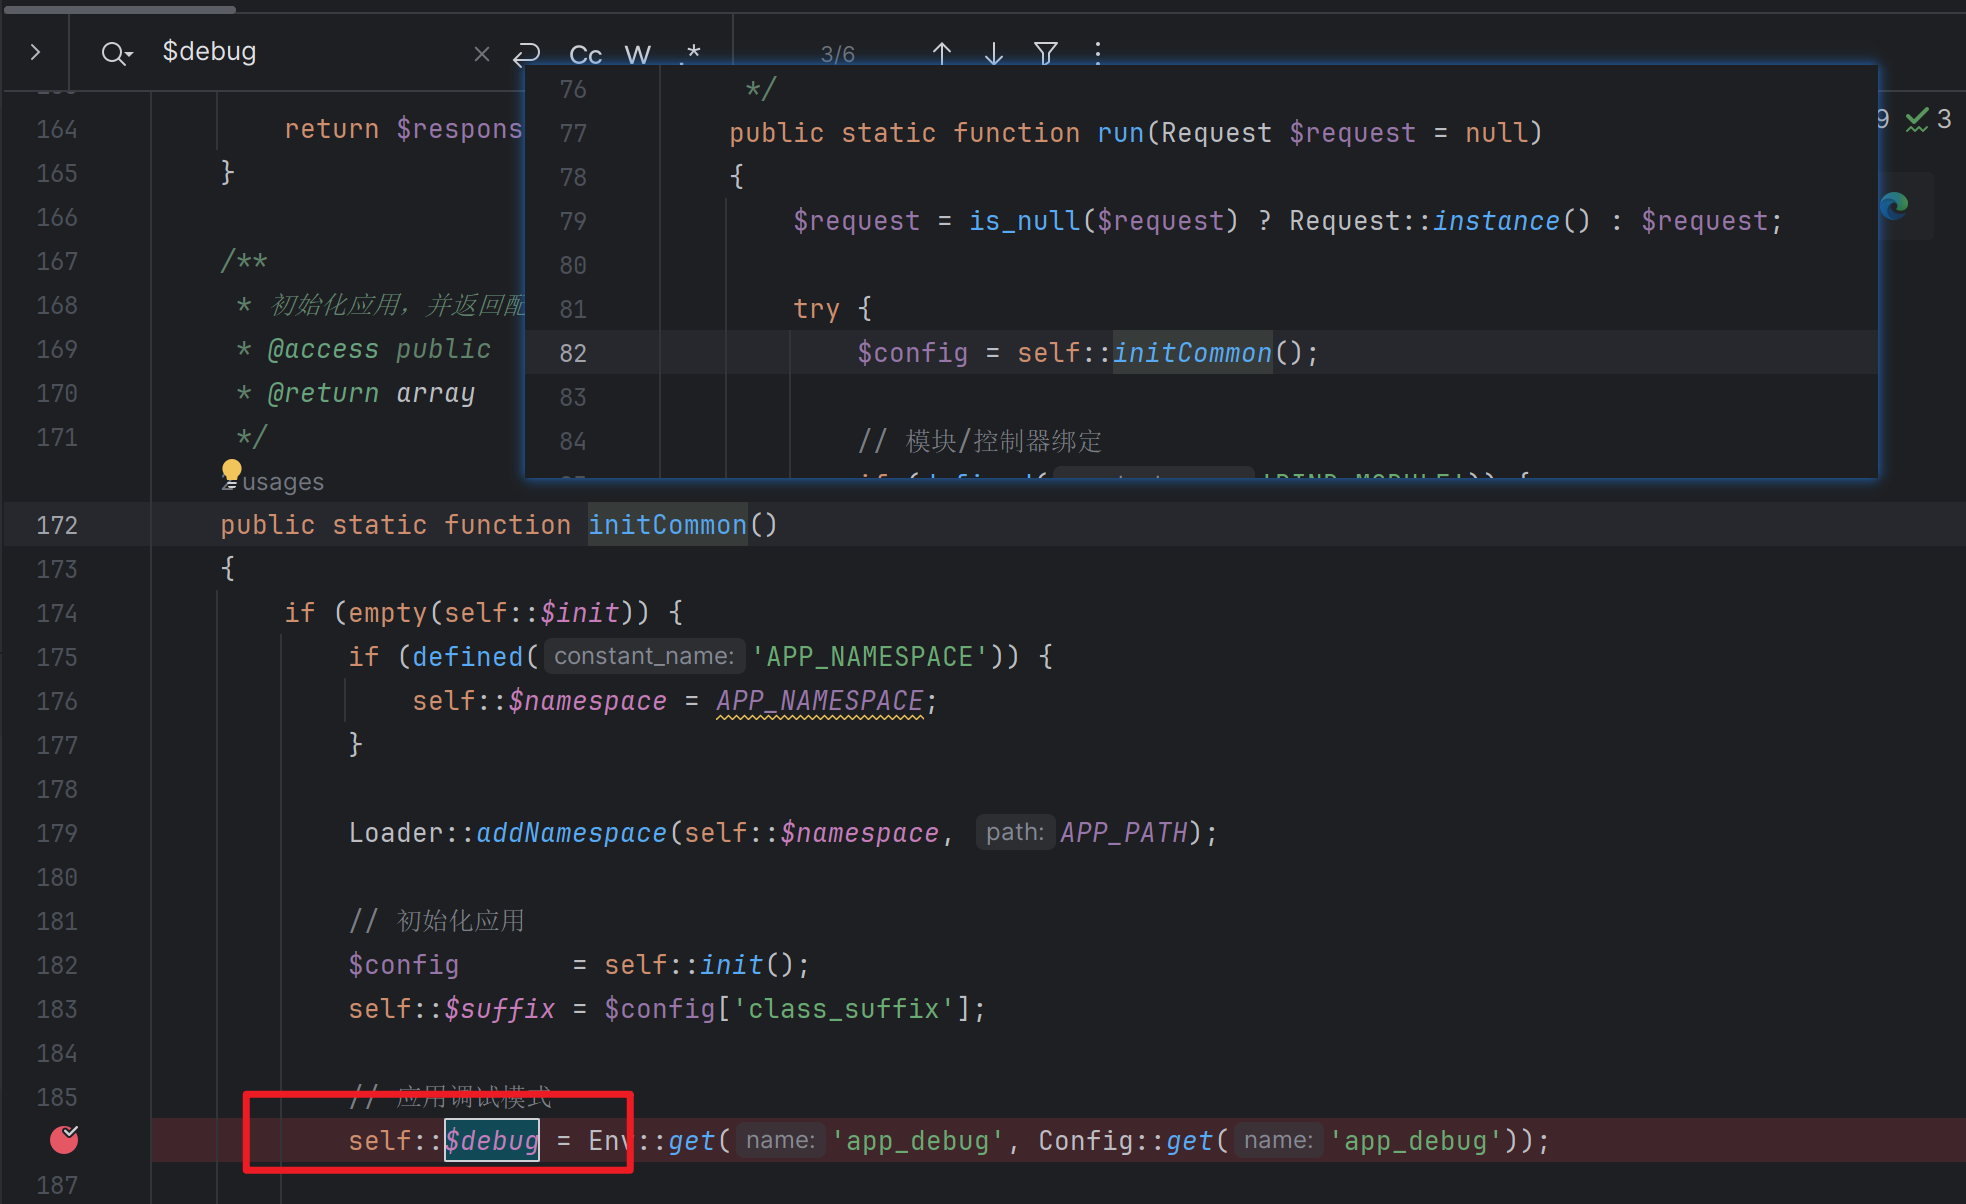 $debug
Cc W .*
3/6
9 3
76 */
77 public static function run(Request $request = null)
78 {
79 $request = is_null($request) ? Request::instance() : $request;
80
81 try {
82 $config = self::initCommon();
83
84 // 模块/控制器绑定
164 return $respons
165 }
166
167 /**
168 * 初始化应用，并返回配
169 * @access public
170 * @return array
171 */
2 usages
172 public static function initCommon()
173 {
174 if (empty(self::$init)) {
175 if (defined( constant_name: 'APP_NAMESPACE')) {
176 self::$namespace = APP_NAMESPACE;
177 }
178
179 Loader::addNamespace(self::$namespace, path: APP_PATH);
180
181 // 初始化应用
182 $config = self::init();
183 self::$suffix = $config['class_suffix'];
184
185 // 应用调试模式
self::$debug = Env::get( name: 'app_debug', Config::get( name: 'app_debug'));
187